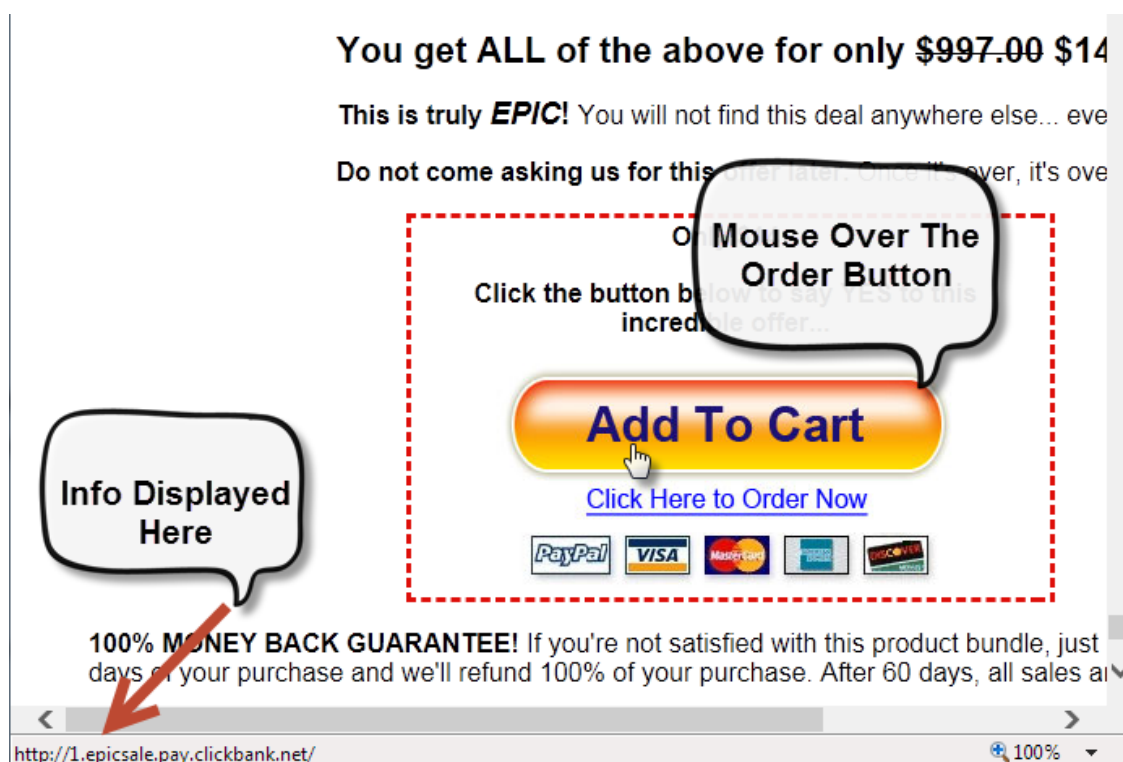 You get ALL of the above for only $997.00 $14
This is truly EPIC! You will not find this deal anywhere else... eve
Do not come asking us for this offer later. Once it's over, it's ove
On
Mouse Over The
Order Button
Click the button below to say YES to this
incredible offer...
Add To Cart
Click Here to Order Now
PayPal VISA MasterCard DISCOVER
Info Displayed
Here
100% MONEY BACK GUARANTEE! If you're not satisfied with this product bundle, just
days of your purchase and we'll refund 100% of your purchase. After 60 days, all sales ar
http://1.epicsale.pay.clickbank.net/ 100%